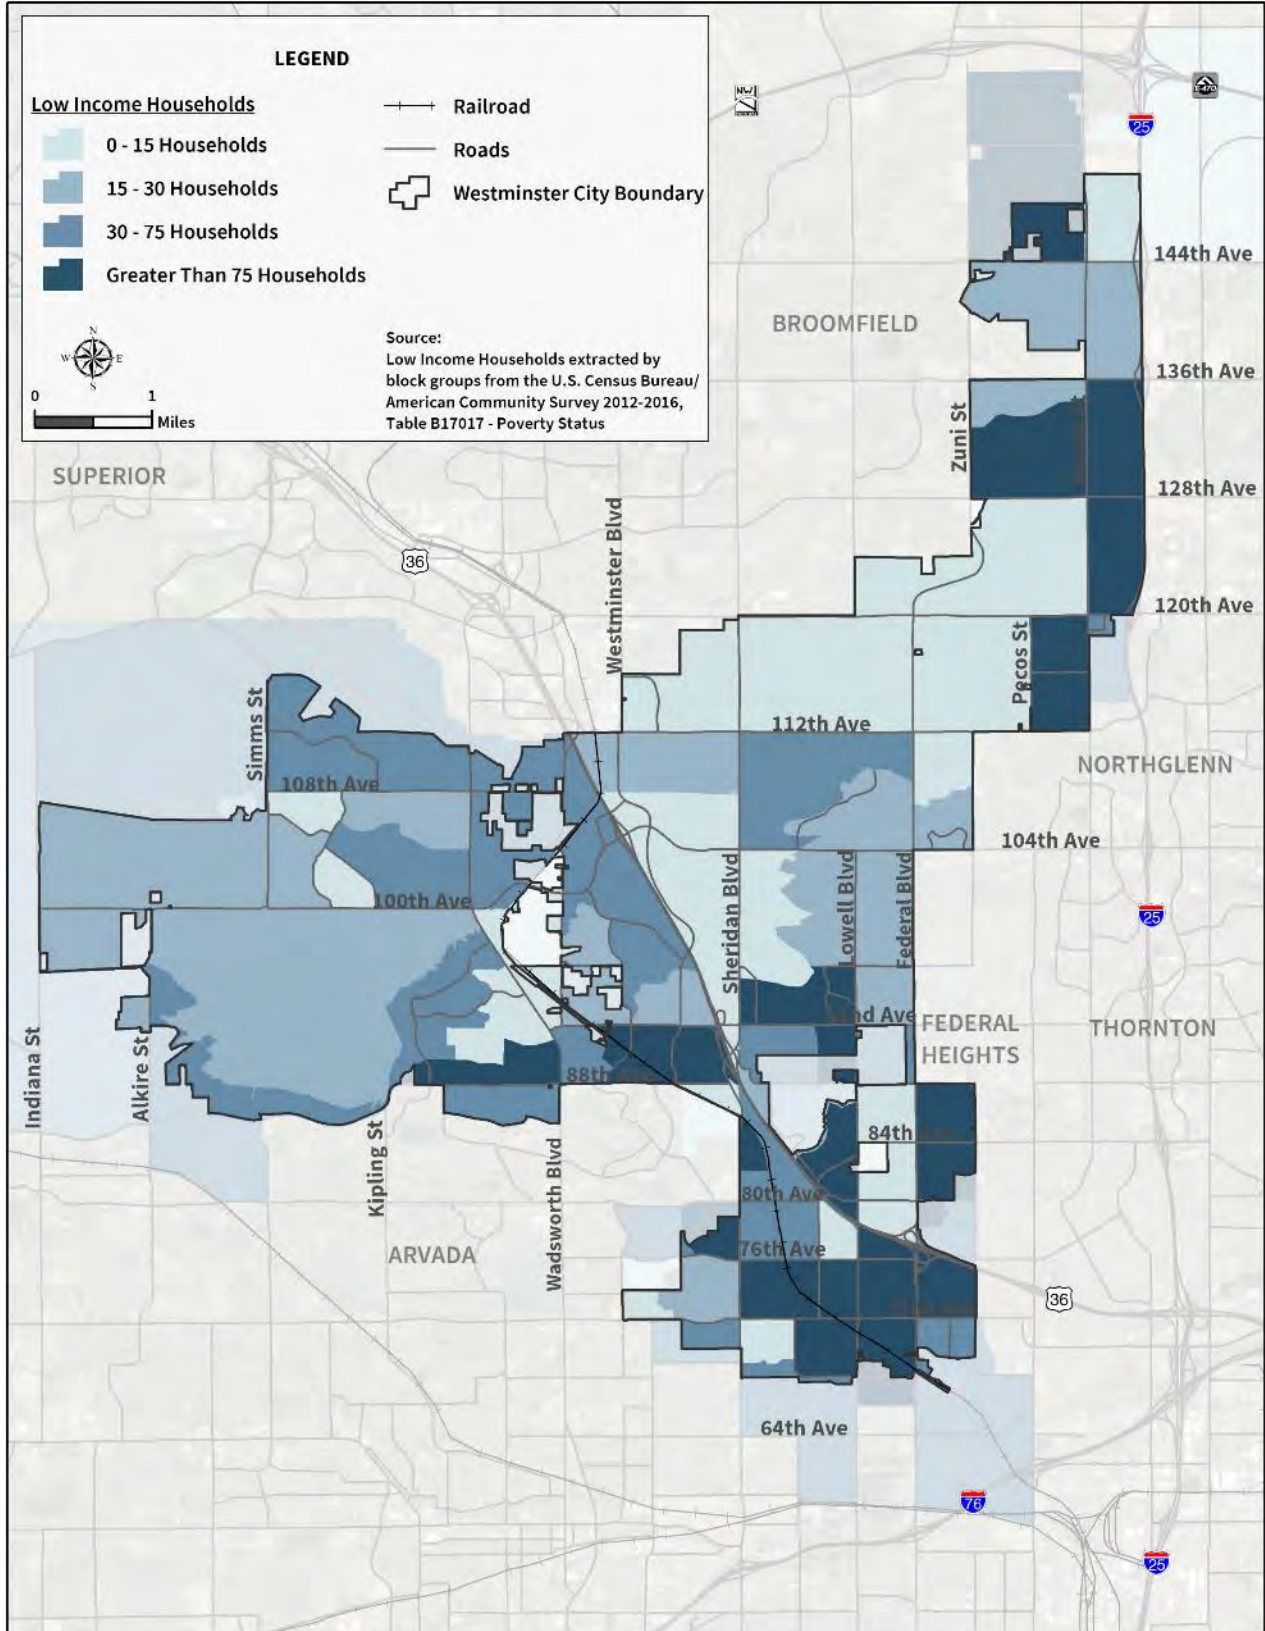 LEGEND
Low Income Households
0 - 15 Households
15 - 30 Households
30 - 75 Households
Greater Than 75 Households
Railroad
Roads
Westminster City Boundary
N
W E
S
0 1
Miles
Source:
Low Income Households extracted by
block groups from the U.S. Census Bureau/
American Community Survey 2012-2016,
Table B17017 - Poverty Status
NW
E-470
25
144th Ave
BROOMFIELD
136th Ave
Zuni St
SUPERIOR
128th Ave
Westminster Blvd
36
120th Ave
Pecos St
Simms St
112th Ave
NORTHGLENN
108th Ave
104th Ave
Sheridan Blvd
Lowell Blvd
Federal Blvd
100th Ave
25
nd Ave
FEDERAL
HEIGHTS
THORNTON
Indiana St
Alkire St
88th
Kipling St
84th
Wadsworth Blvd
80th Ave
ARVADA
76th Ave
36
64th Ave
76
25